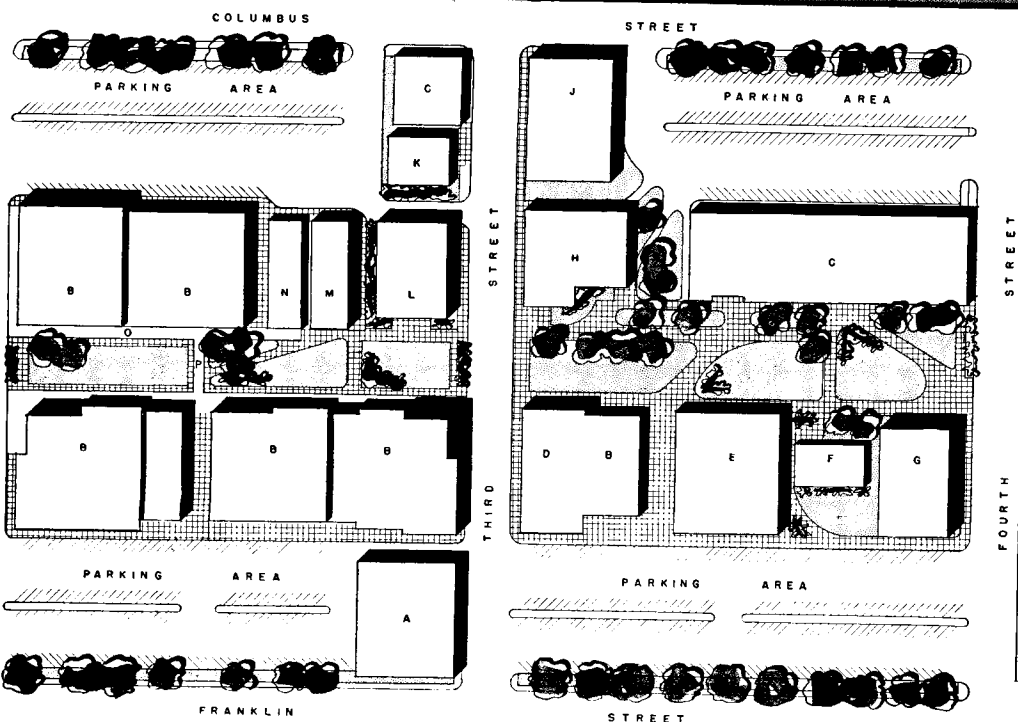 COLUMBUS STREET
PARKING AREA
PARKING AREA
C
J
K
STREET
STREET
H
C
B
B
N
M
L
O
P
B
B
B
D
B
E
F
G
THIRD
FOURTH
PARKING AREA
PARKING AREA
A
FRANKLIN STREET